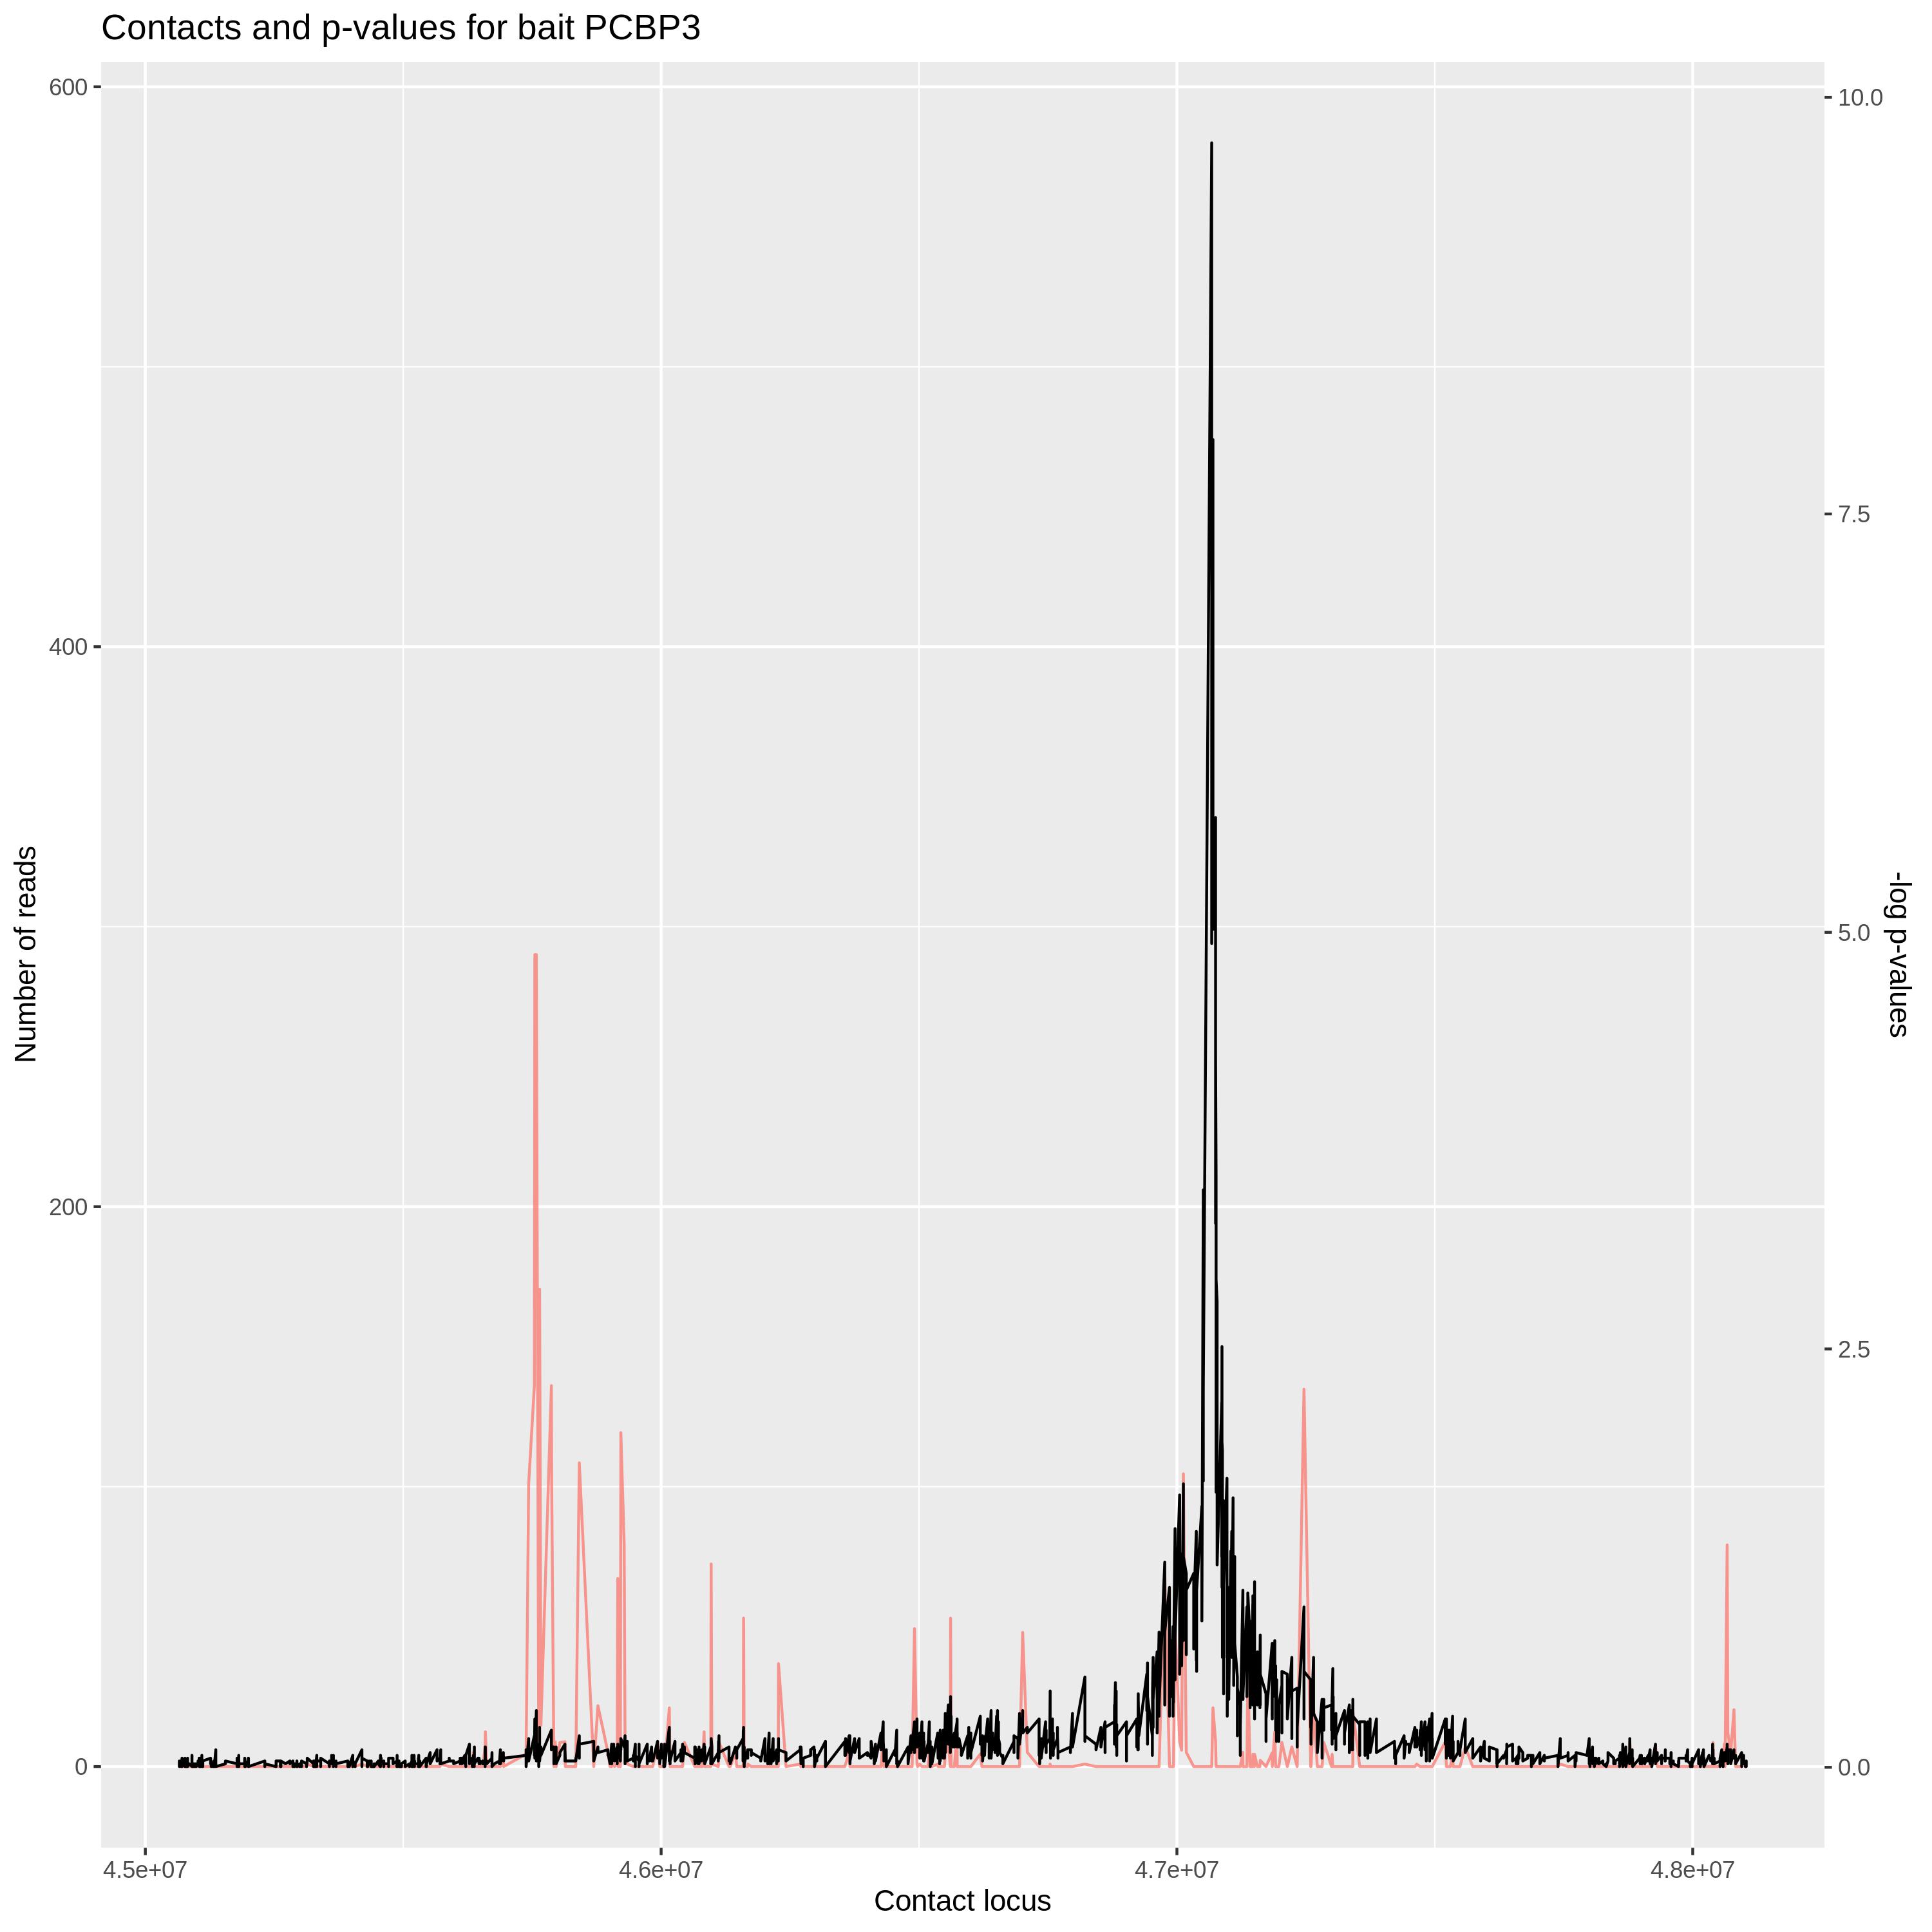 Contacts and p-values for bait PCBP3
600
400
200
0
Number of reads
10.0
7.5
5.0
2.5
0.0
-log p-values
4.5e+07
4.6e+07
4.7e+07
4.8e+07
Contact locus